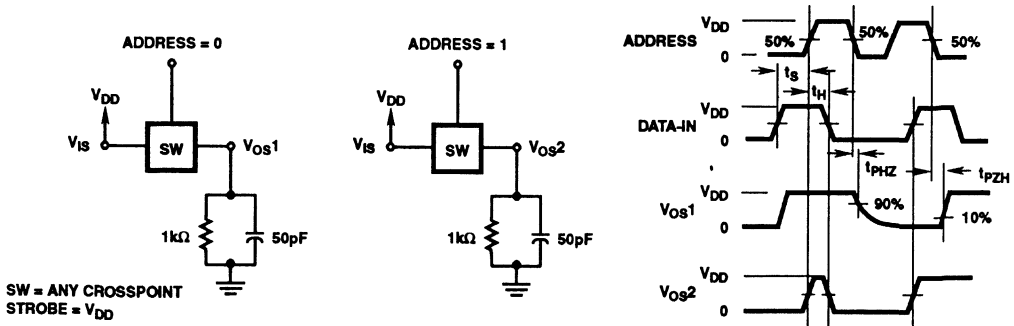 ADDRESS = 0
V_DD
V_IS
SW
V_OS1
1kΩ
50pF
ADDRESS = 1
V_DD
V_IS
SW
V_OS2
1kΩ
50pF
SW = ANY CROSSPOINT
STROBE = V_DD
ADDRESS
V_DD
0
50%
50%
50%
t_S
t_H
DATA-IN
V_DD
0
t_PHZ
t_PZH
V_OS1
V_DD
0
90%
10%
V_OS2
V_DD
0